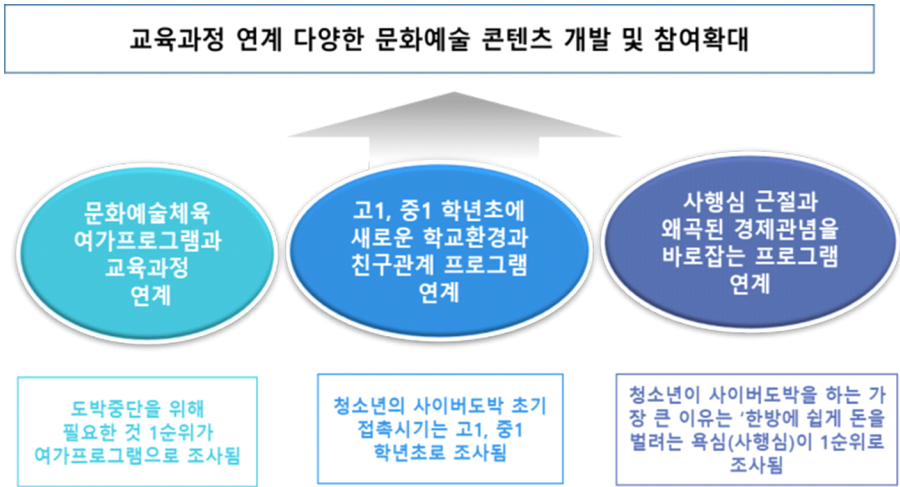 교육과정 연계 다양한 문화예술 콘텐츠 개발 및 참여확대
문화예술체육
여가프로그램과
교육과정
연계
고1, 중1 학년초에
새로운 학교환경과
친구관계 프로그램
연계
사행심 근절과
왜곡된 경제관념을
바로잡는 프로그램
연계
도박중단을 위해
필요한 것 1순위가
여가프로그램으로 조사됨
청소년의 사이버도박 초기
접촉시기는 고1, 중1
학년초로 조사됨
청소년이 사이버도박을 하는 가
장 큰 이유는 ‘한방에 쉽게 돈을
벌려는 욕심(사행심)이 1순위로
조사됨